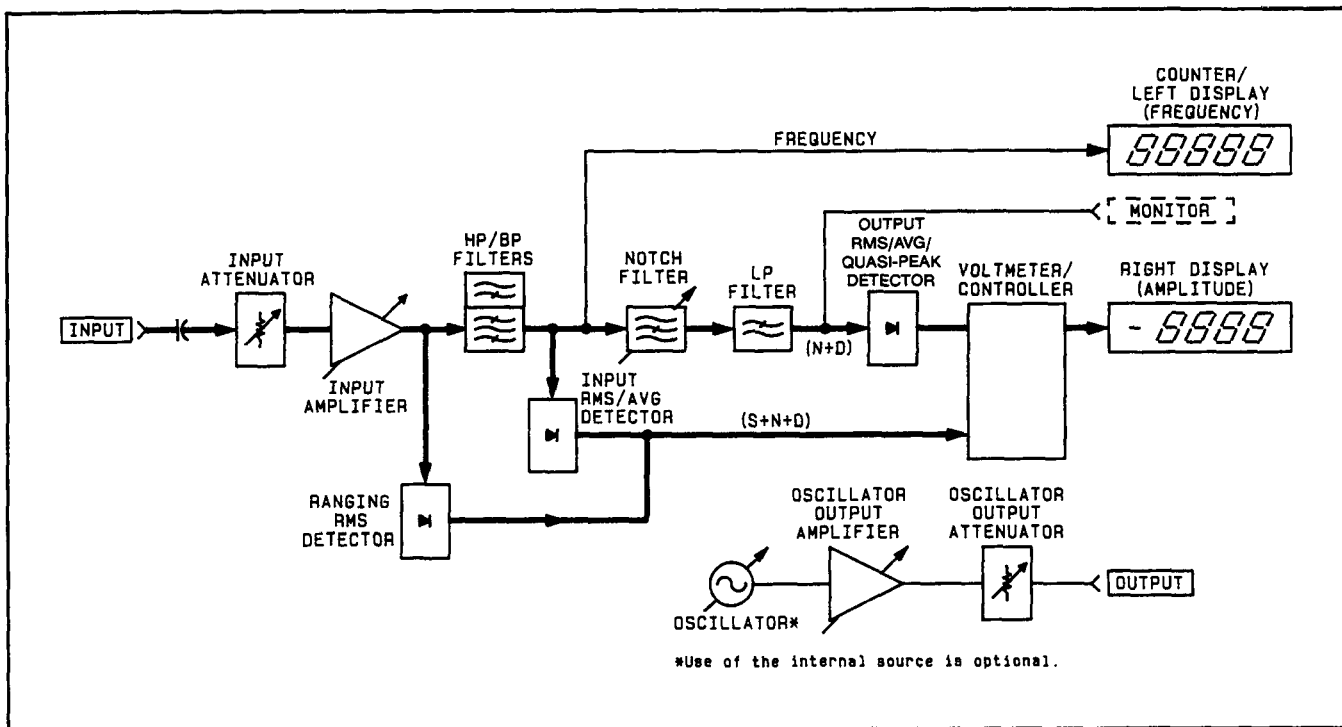 COUNTER/
LEFT DISPLAY
(FREQUENCY)
88888
FREQUENCY
MONITOR
OUTPUT
RMS/AVG/
QUASI-PEAK
DETECTOR
HP/BP
FILTERS
NOTCH
FILTER
LP
FILTER
VOLTMETER/
CONTROLLER
RIGHT DISPLAY
(AMPLITUDE)
- 8888
INPUT
ATTENUATOR
INPUT
(N+D)
INPUT
AMPLIFIER
INPUT
RMS/AVG
DETECTOR
(S+N+D)
RANGING
RMS
DETECTOR
OSCILLATOR
OUTPUT
AMPLIFIER
OSCILLATOR
OUTPUT
ATTENUATOR
OUTPUT
OSCILLATOR*
*Use of the internal source is optional.